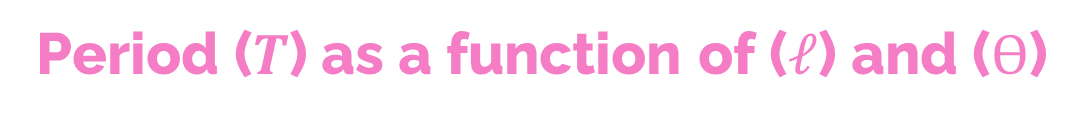 Period (T) as a function of (ℓ) and (Θ)